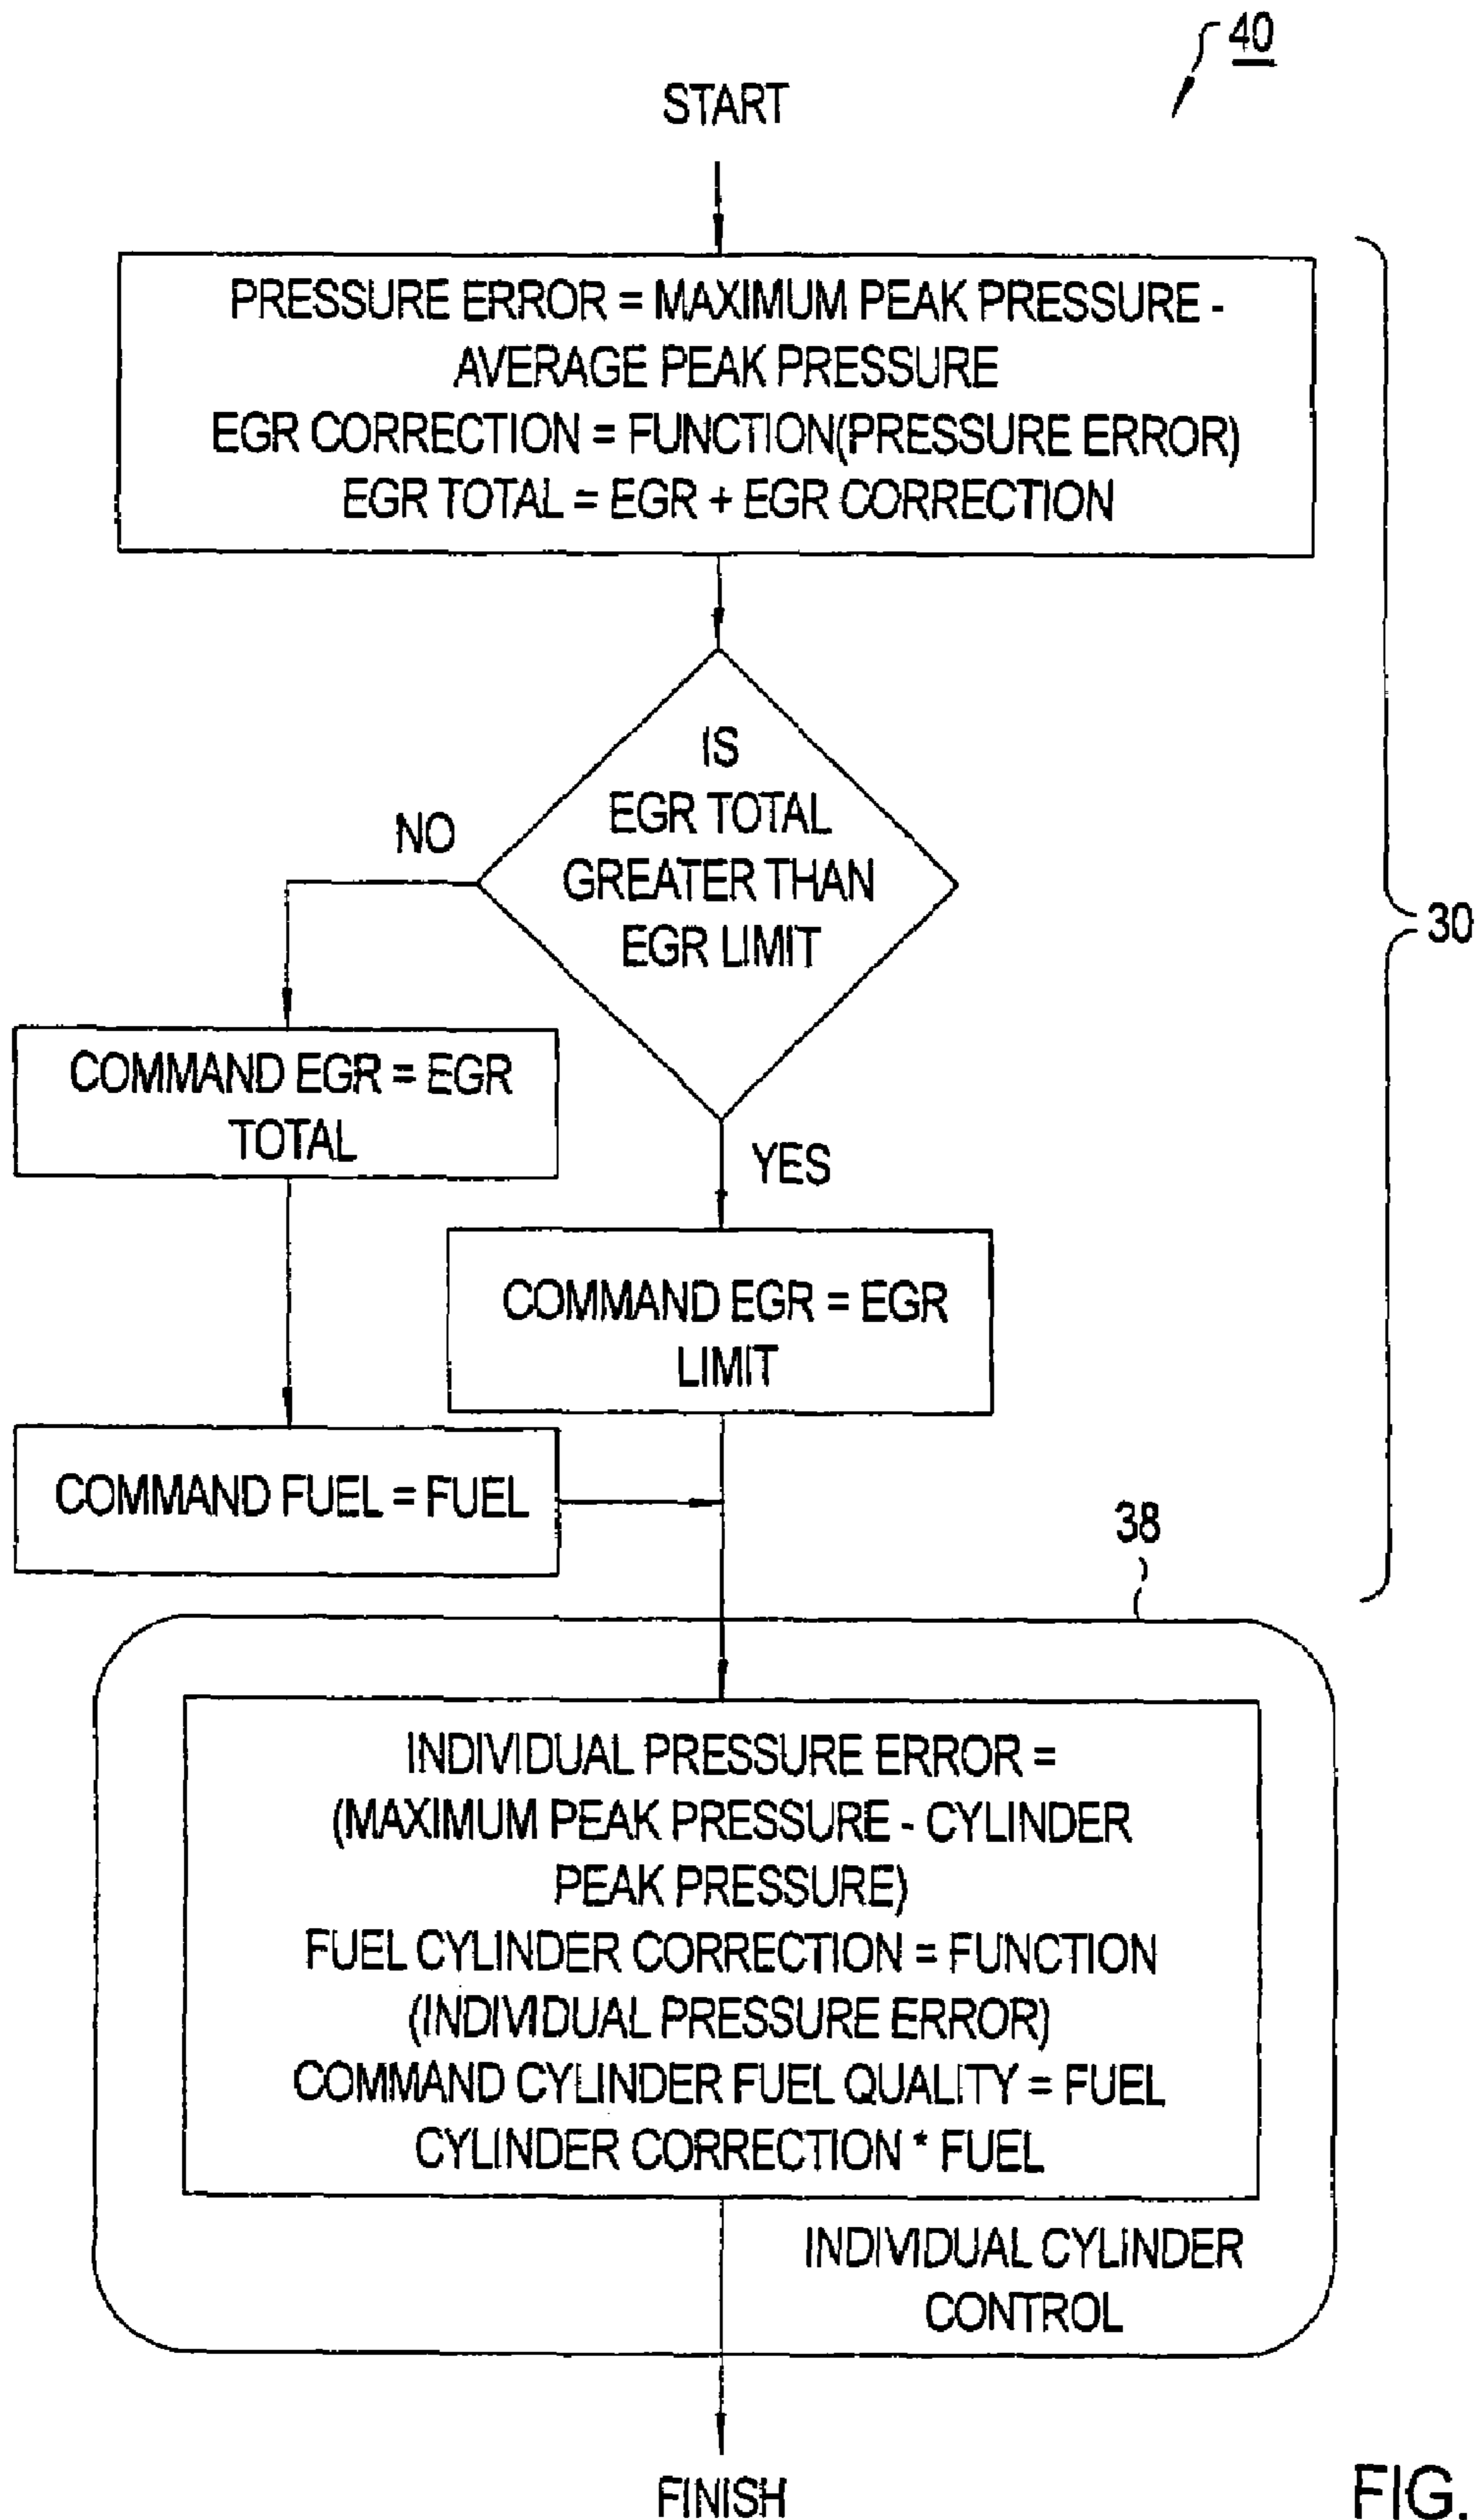 40
START
PRESSURE ERROR = MAXIMUM PEAK PRESSURE -
AVERAGE PEAK PRESSURE
EGR CORRECTION = FUNCTION(PRESSURE ERROR)
EGR TOTAL = EGR + EGR CORRECTION
IS
EGR TOTAL
GREATER THAN
EGR LIMIT
NO
30
COMMAND EGR = EGR
TOTAL
YES
COMMAND EGR = EGR
LIMIT
COMMAND FUEL = FUEL
38
INDIVIDUAL PRESSURE ERROR =
(MAXIMUM PEAK PRESSURE - CYLINDER
PEAK PRESSURE)
FUEL CYLINDER CORRECTION = FUNCTION
(INDIVIDUAL PRESSURE ERROR)
COMMAND CYLINDER FUEL QUALITY = FUEL
CYLINDER CORRECTION * FUEL
INDIVIDUAL CYLINDER
CONTROL
FINISH
FIG.